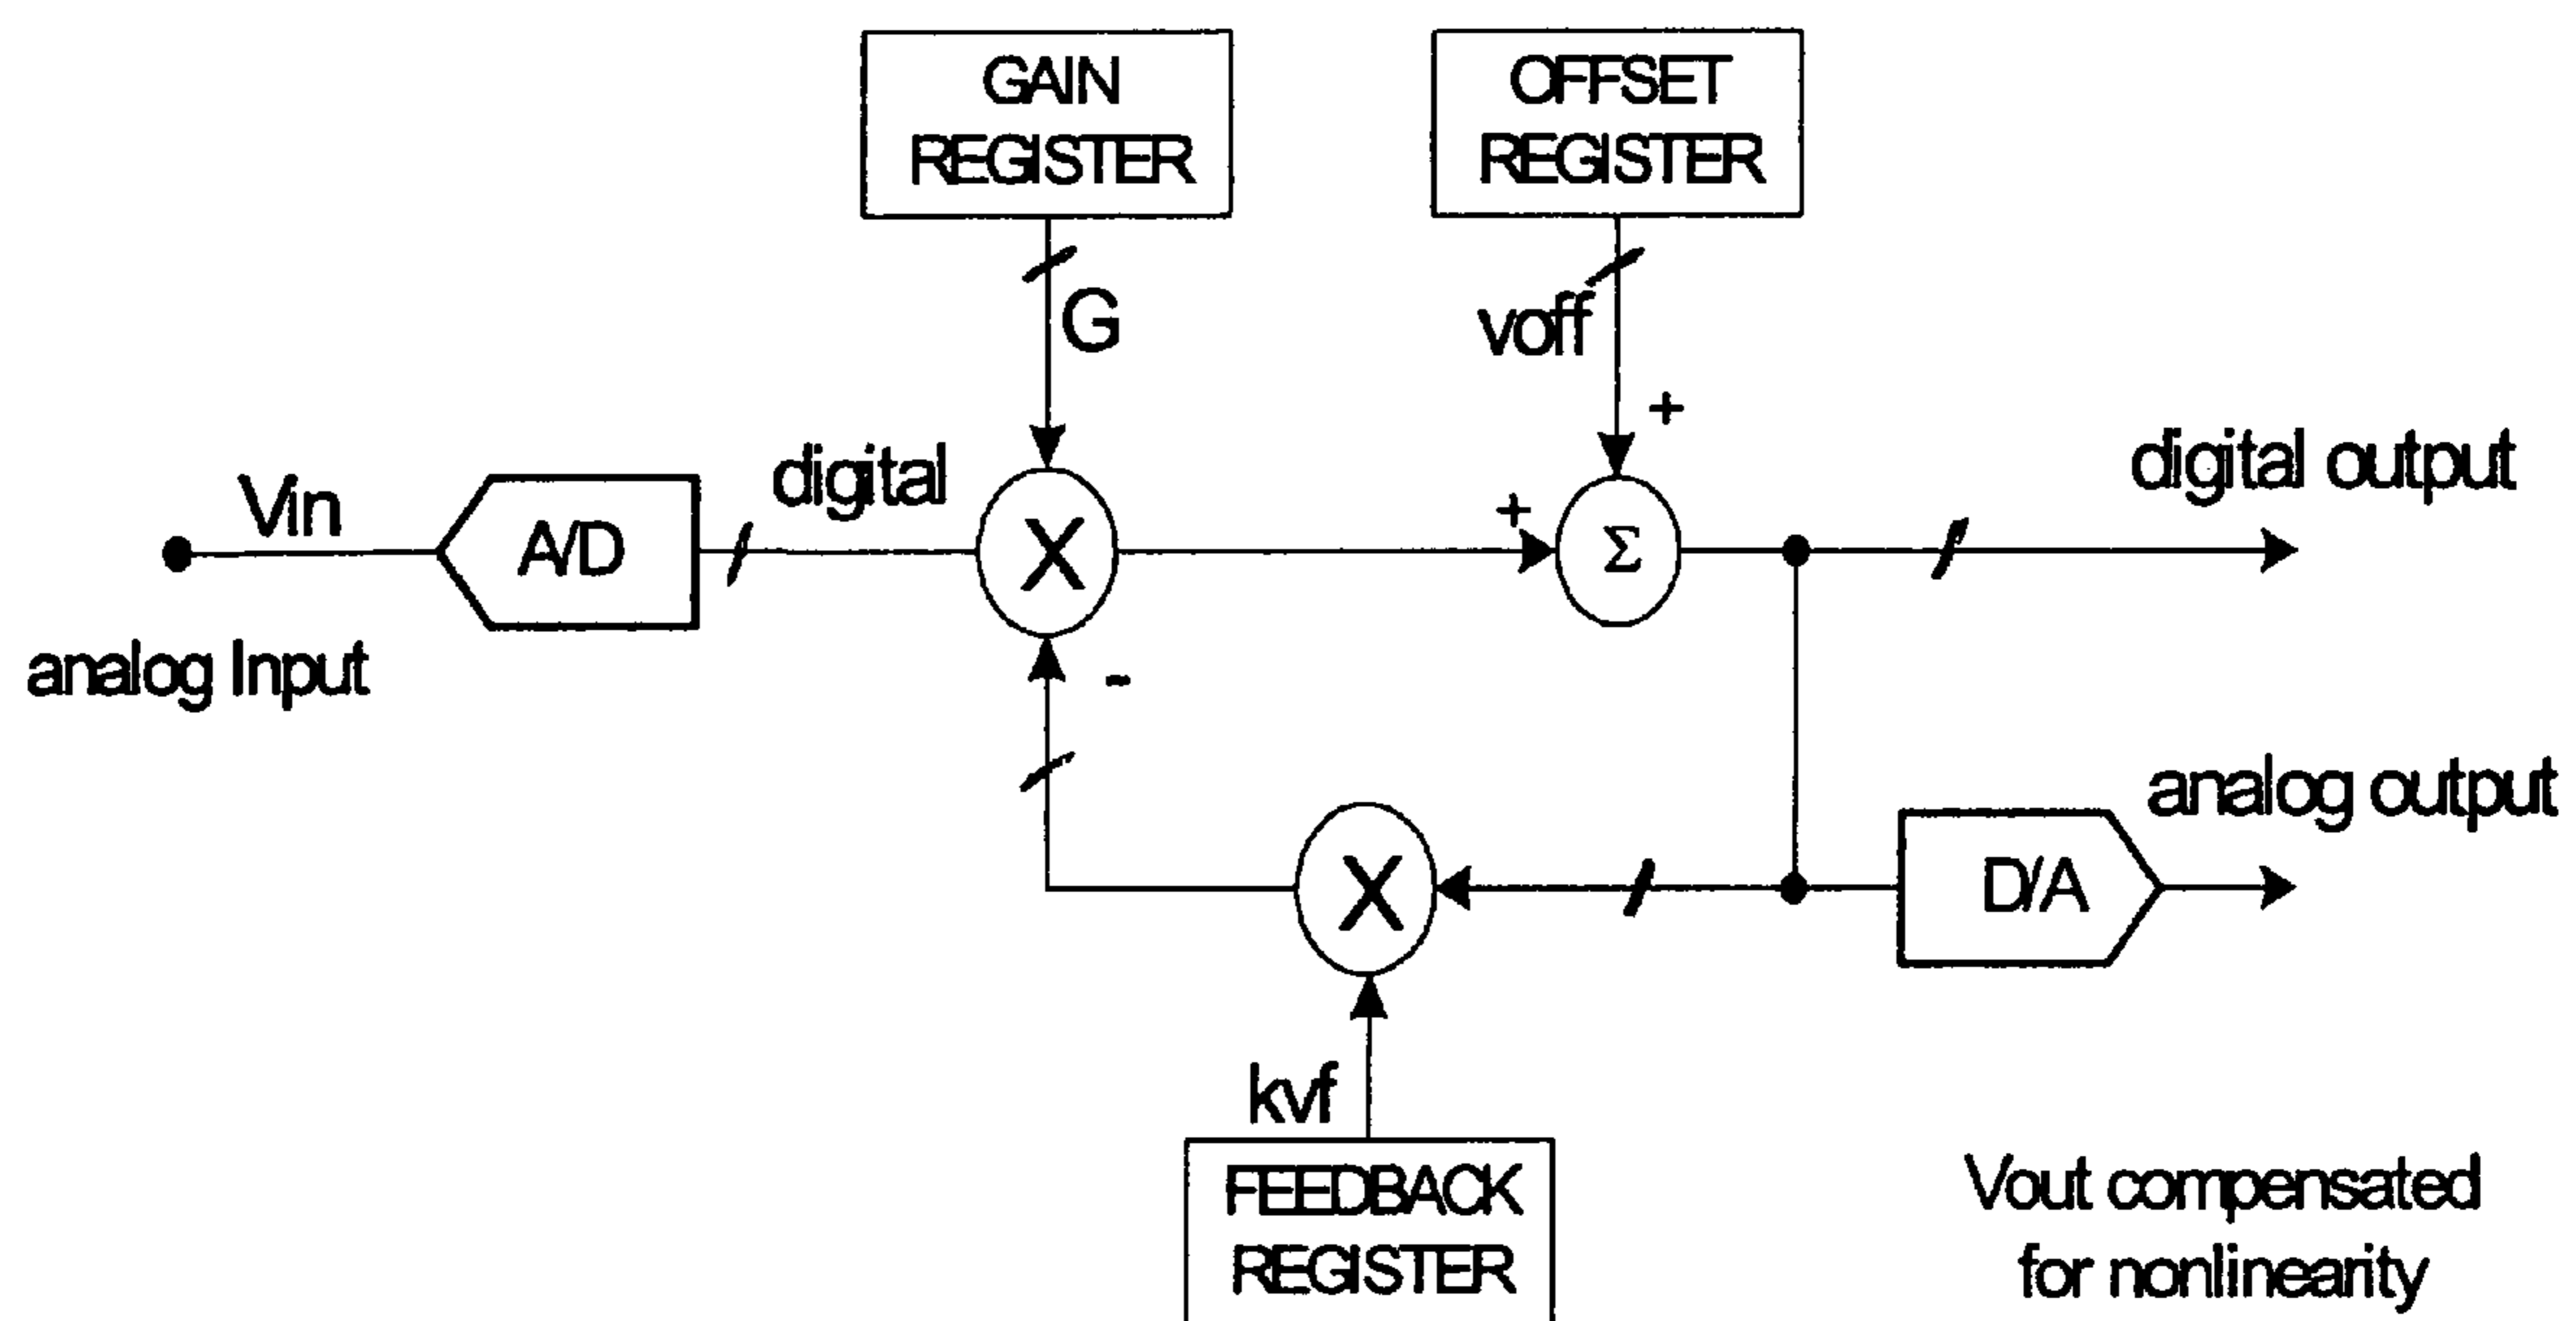 GAIN
REGISTER
OFFSET
REGISTER
G
voff
+
Vin
A/D
digital
X
+
Σ
digital output
analog Input
-
X
analog output
D/A
kvf
FEEDBACK
REGISTER
Vout compensated
for nonlinearity